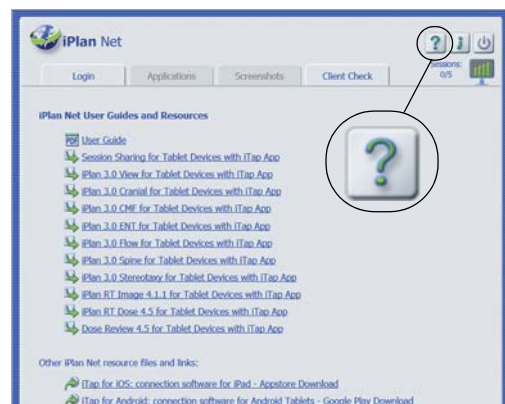 iPlan Net
? i
Sessions:
0/5
Login Applications Screenshots Client Check
iPlan Net User Guides and Resources
PDF User Guide
Session Sharing for Tablet Devices with iTap App
iPlan 3.0 View for Tablet Devices with iTap App
iPlan 3.0 Cranial for Tablet Devices with iTap App
iPlan 3.0 CMF for Tablet Devices with iTap App
iPlan 3.0 ENT for Tablet Devices with iTap App
iPlan 3.0 Flow for Tablet Devices with iTap App
iPlan 3.0 Spine for Tablet Devices with iTap App
iPlan 3.0 Stereotaxy for Tablet Devices with iTap App
iPlan RT Image 4.1.1 for Tablet Devices with iTap App
iPlan RT Dose 4.5 for Tablet Devices with iTap App
Dose Review 4.5 for Tablet Devices with iTap App
?
Other iPlan Net resource files and links:
iTap for iOS: connection software for iPad - Appstore Download
iTap for Android: connection software for Android Tablets - Google Play Download